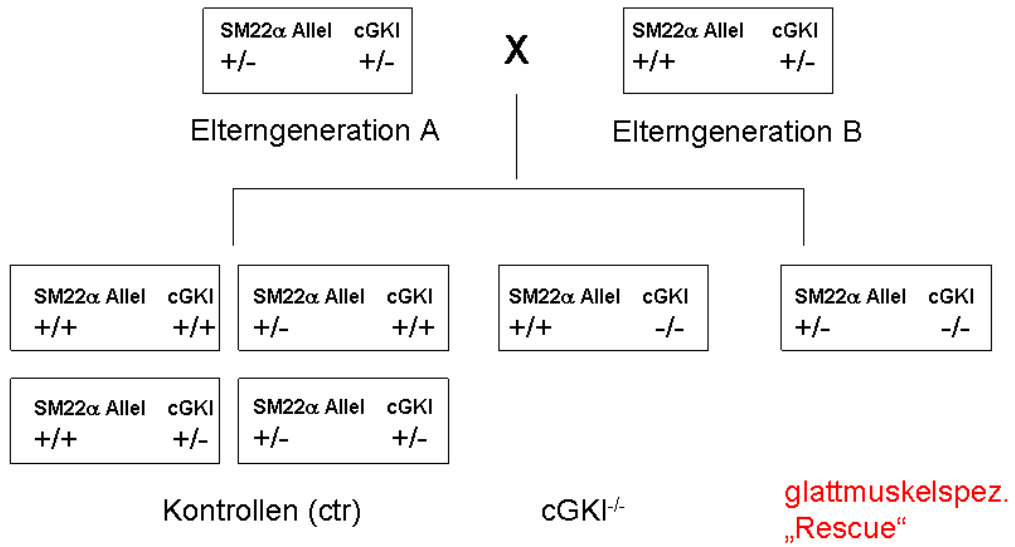 SM22α Allel cGKI
+/- +/-
X
SM22α Allel cGKI
+/+ +/-
Elterngeneration A
Elterngeneration B
SM22α Allel cGKI
+/+ +/+
SM22α Allel cGKI
+/- +/+
SM22α Allel cGKI
+/+ -/-
SM22α Allel cGKI
+/- -/-
SM22α Allel cGKI
+/+ +/-
SM22α Allel cGKI
+/- +/-
Kontrollen (ctr)
cGKI-/-
glattmuskelspez.
„Rescue“